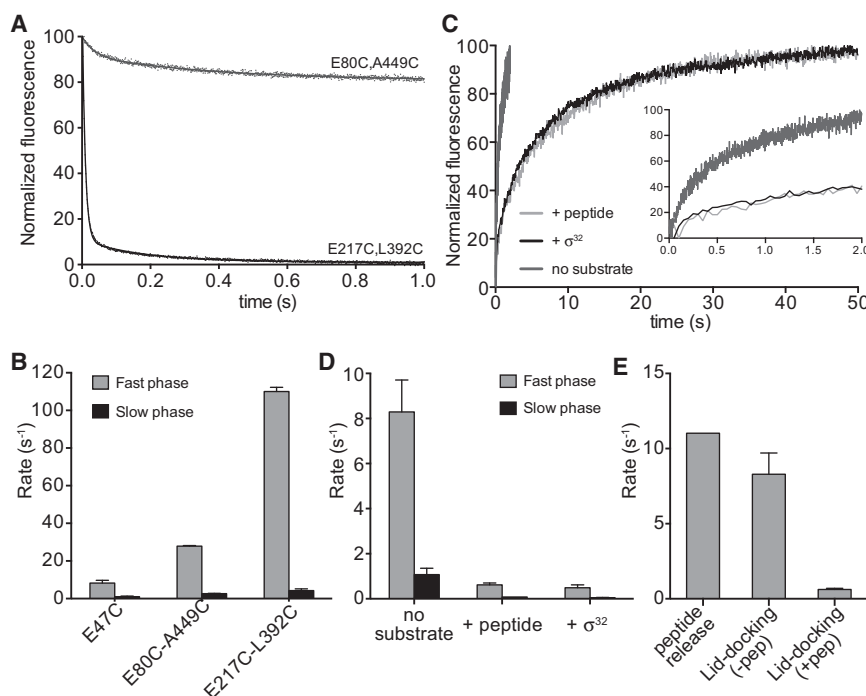 A
Normalized fluorescence
100
80
60
40
20
0
E80C,A449C
E217C,L392C
0.0 0.2 0.4 0.6 0.8 1.0
time (s)
C
Normalized fluorescence
100
80
60
40
20
0
+ peptide
+ σ³²
no substrate
100
80
60
40
20
0
0.0 0.5 1.0 1.5 2.0
10 20 30 40 50
time (s)
B
Rate (s⁻¹)
120
100
80
60
40
20
0
Fast phase
Slow phase
E47C
E80C-A449C
E217C-L392C
D
Rate (s⁻¹)
10
8
6
4
2
0
Fast phase
Slow phase
no substrate
+ peptide
+ σ³²
E
Rate (s⁻¹)
15
10
5
0
peptide release
Lid-docking (-pep)
Lid-docking (+pep)